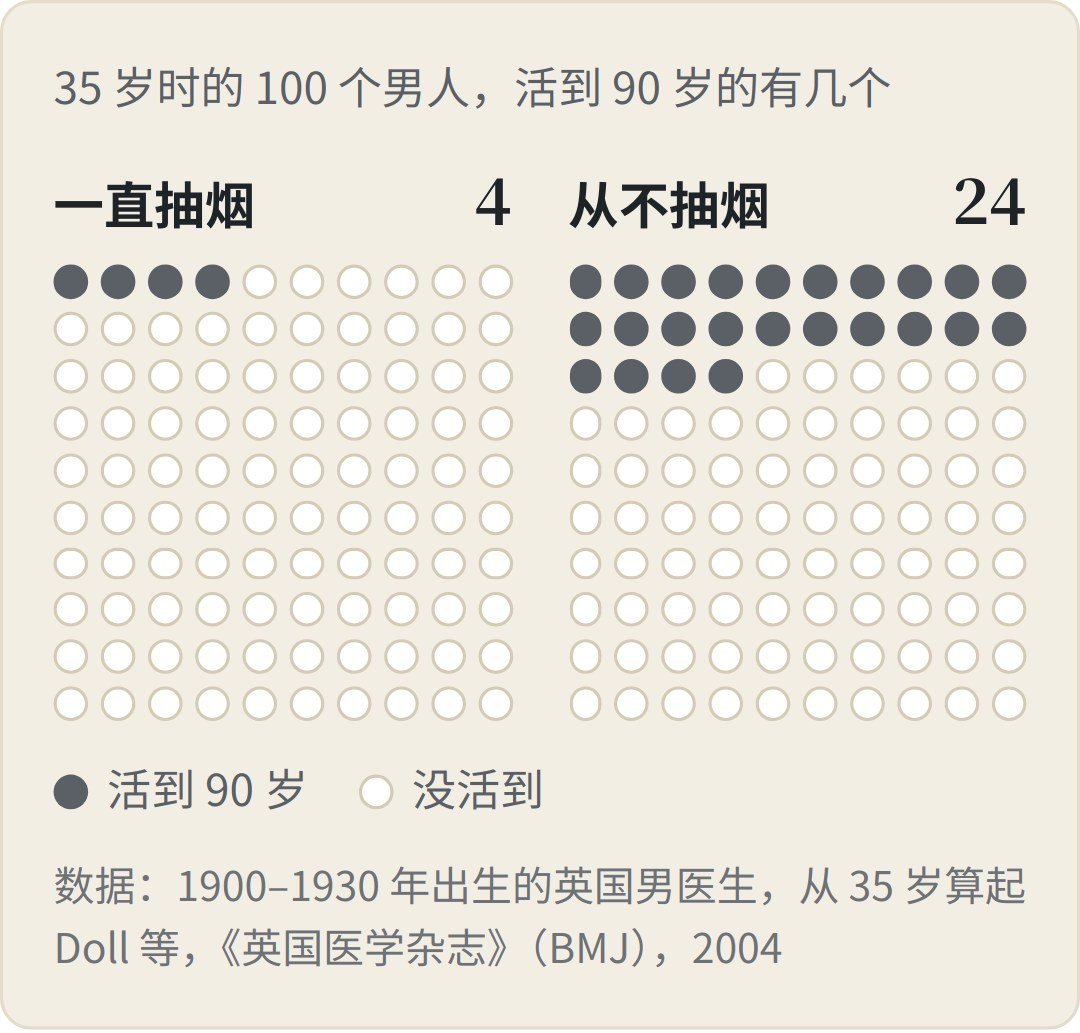 35 岁时的 100 个男人，活到 90 岁的有几个
一直抽烟 4
从不抽烟 24
活到 90 岁 没活到
数据：1900–1930 年出生的英国男医生，从 35 岁算起
Doll 等，《英国医学杂志》（BMJ），2004